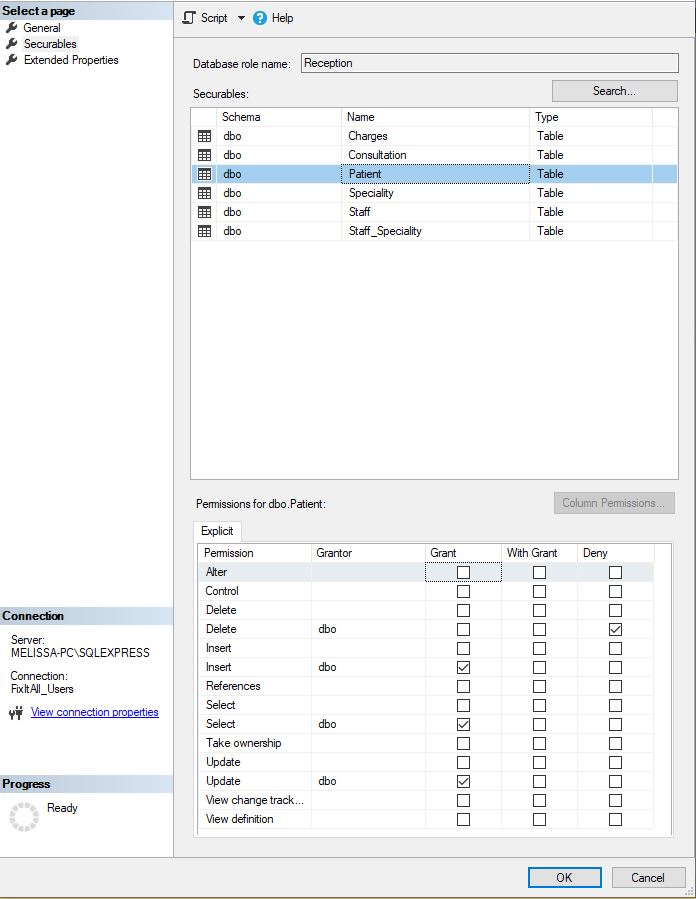 Select a page
General
Securables
Extended Properties
Script Help
Database role name: Reception
Securables: Search...
Schema Name Type
dbo Charges Table
dbo Consultation Table
dbo Patient Table
dbo Speciality Table
dbo Staff Table
dbo Staff_Speciality Table
Permissions for dbo.Patient: Column Permissions...
Explicit
Permission Grantor Grant With Grant Deny
Alter
Control
Delete
Delete dbo
Insert
Insert dbo
References
Select
Select dbo
Take ownership
Update
Update dbo
View change track...
View definition
Connection
Server:
MELISSA-PC\SQLEXPRESS
Connection:
FixItAll_Users
View connection properties
Progress
Ready
OK Cancel